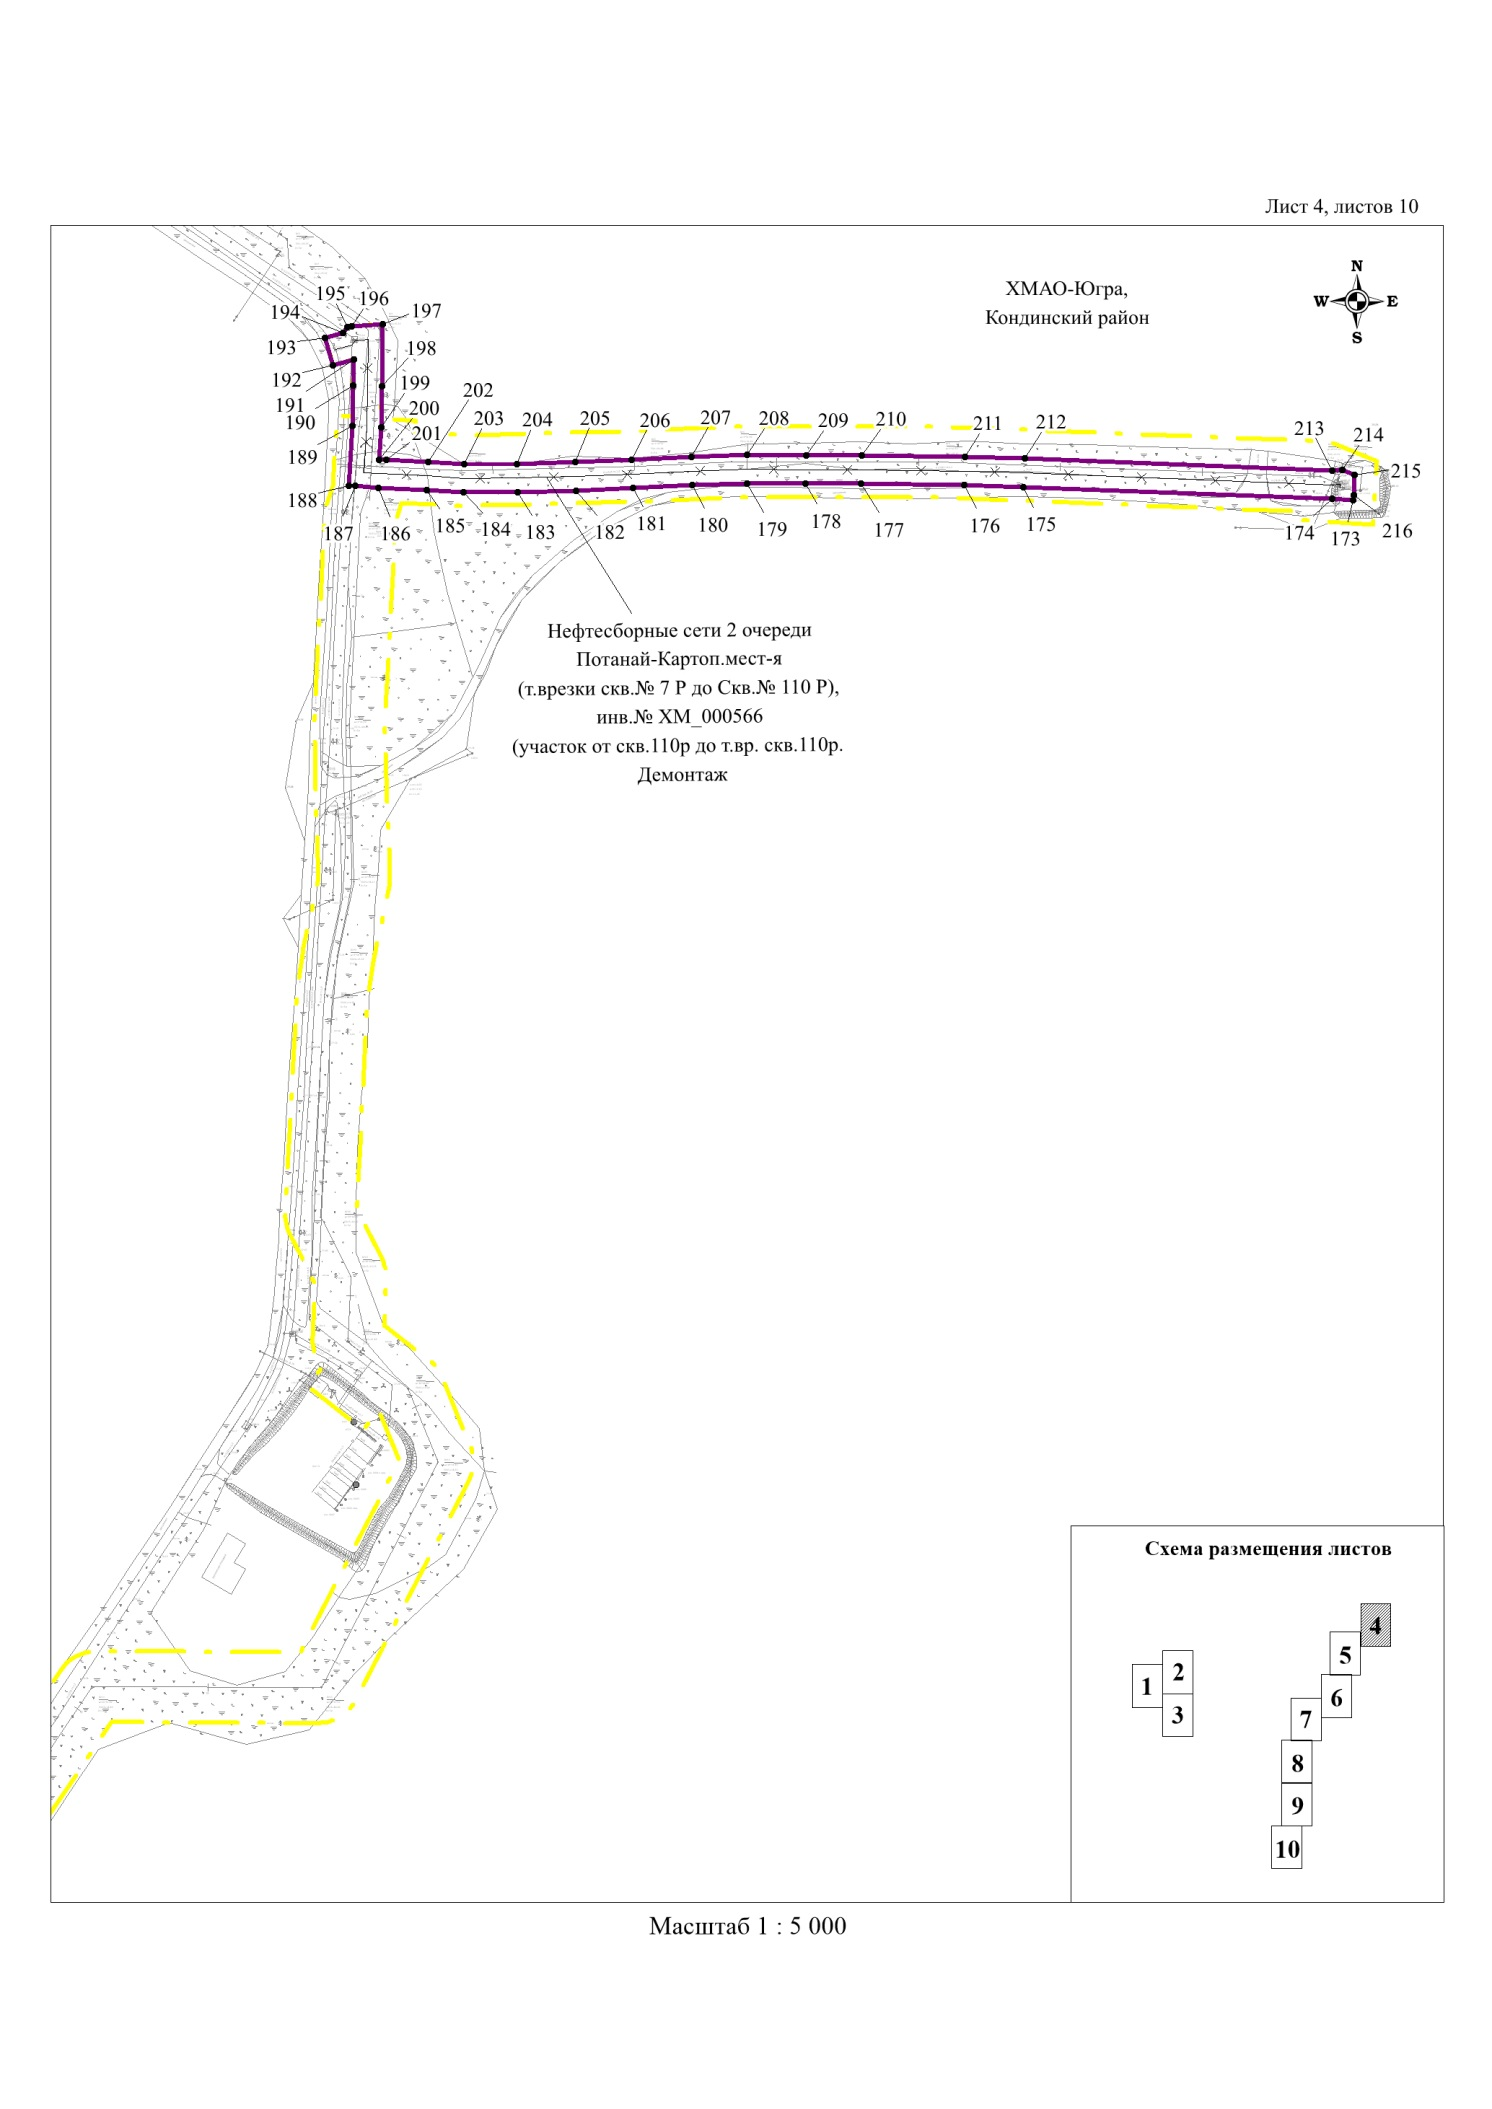 Лист 4, листов 10
ХМАО-Югра,
Кондинский район
N
W E
S
195 196
194 197
193 198
192 199 202
191 200 203 204 205 206 207 208 209 210 211 212 213 214
190 201
189 215
188
187 186 185 184 183 182 181 180 179 178 177 176 175 174 173 216
Нефтесборные сети 2 очереди
Потанай-Картоп.мест-я
(т.врезки скв.№ 7 Р до Скв.№ 110 Р),
инв.№ ХМ_000566
(участок от скв.110р до т.вр. скв.110р.
Демонтаж
Схема размещения листов
4
5
2
1 6
3 7
8
9
10
Масштаб 1 : 5 000